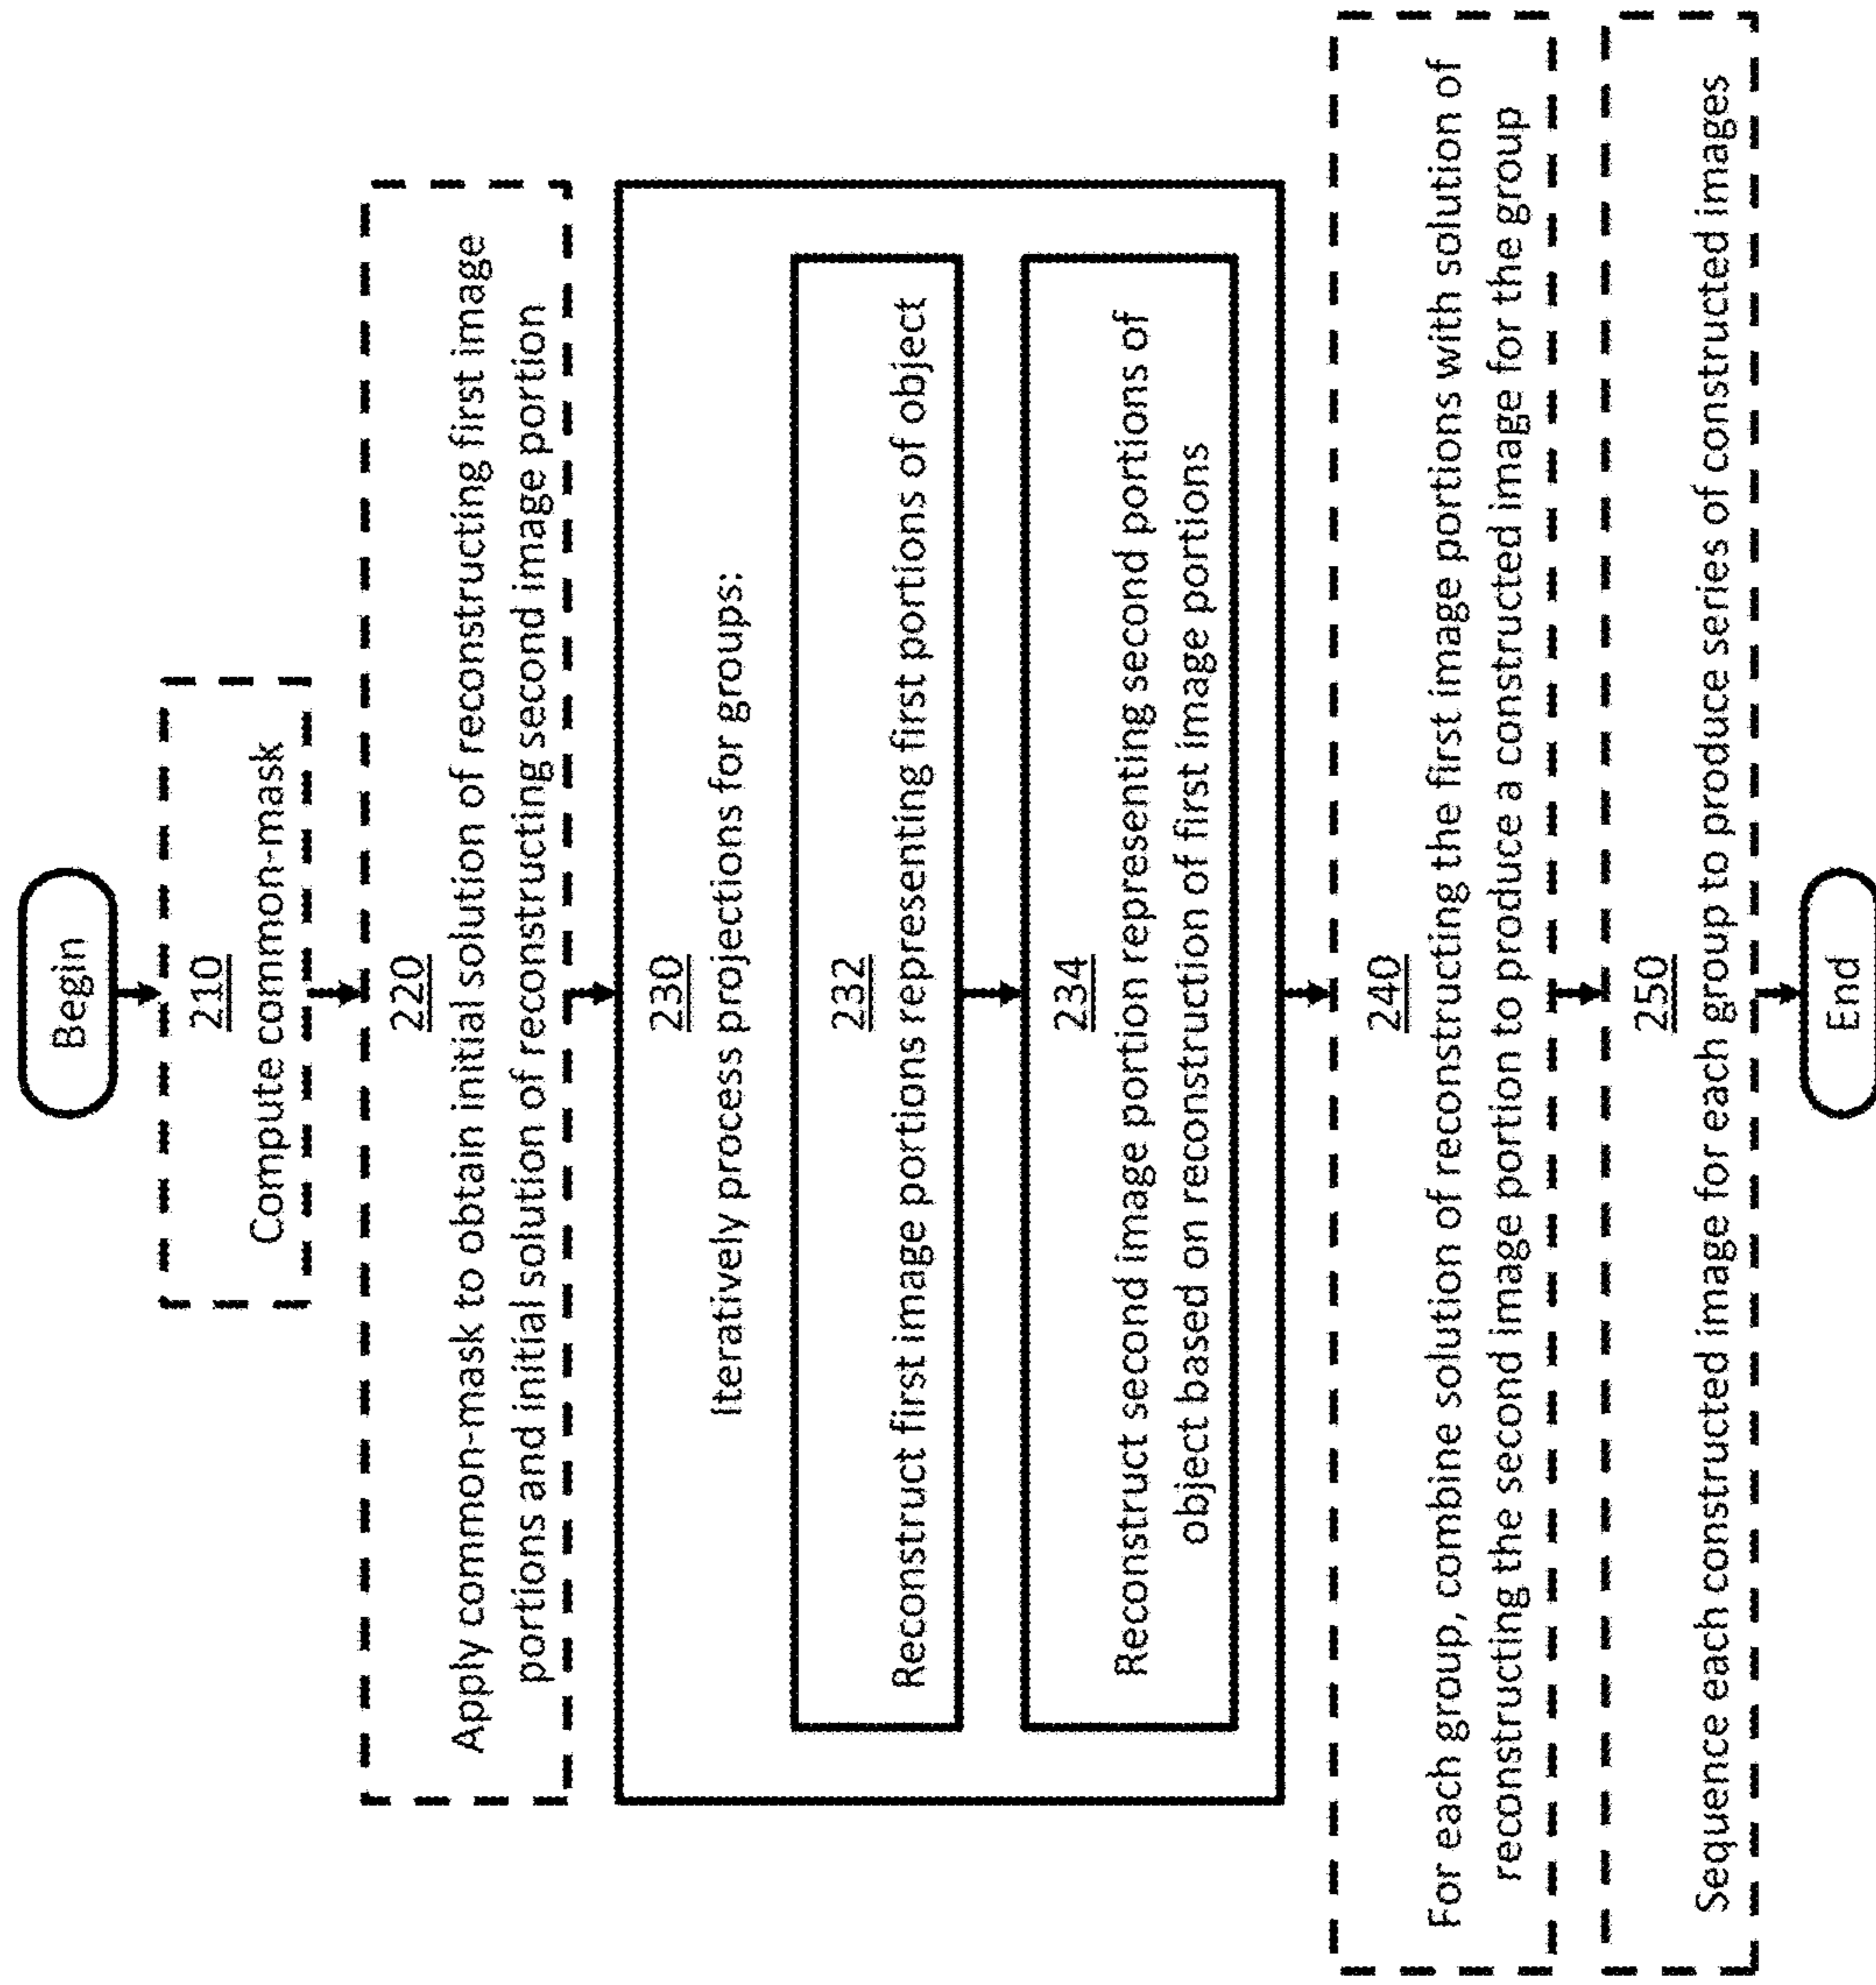 Begin
210
Compute common-mask
220
Apply common-mask to obtain initial solution of reconstructing first image
portions and initial solution of reconstructing second image portion
230
Iteratively process projections for groups:
232
Reconstruct first image portions representing first portions of object
234
Reconstruct second image portion representing second portions of
object based on reconstruction of first image portions
240
For each group, combine solution of reconstructing the first image portions with solution of
reconstructing the second image portion to produce a constructed image for the group
250
Sequence each constructed image for each group to produce series of constructed images
End